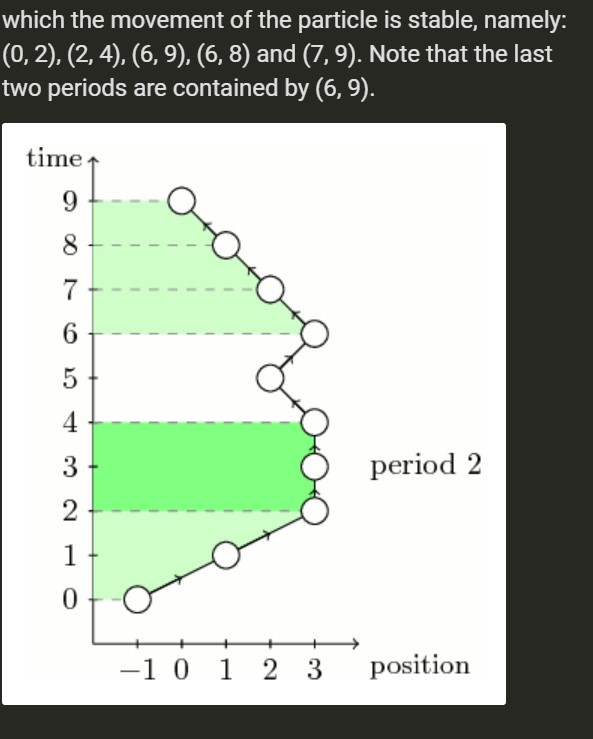 which the movement of the particle is stable, namely:
(0, 2), (2, 4), (6, 9), (6, 8) and (7, 9). Note that the last
two periods are contained by (6, 9).
time
9
8
7
6
5
4
3
period 2
2
1
0
−1 0 1 2 3
position